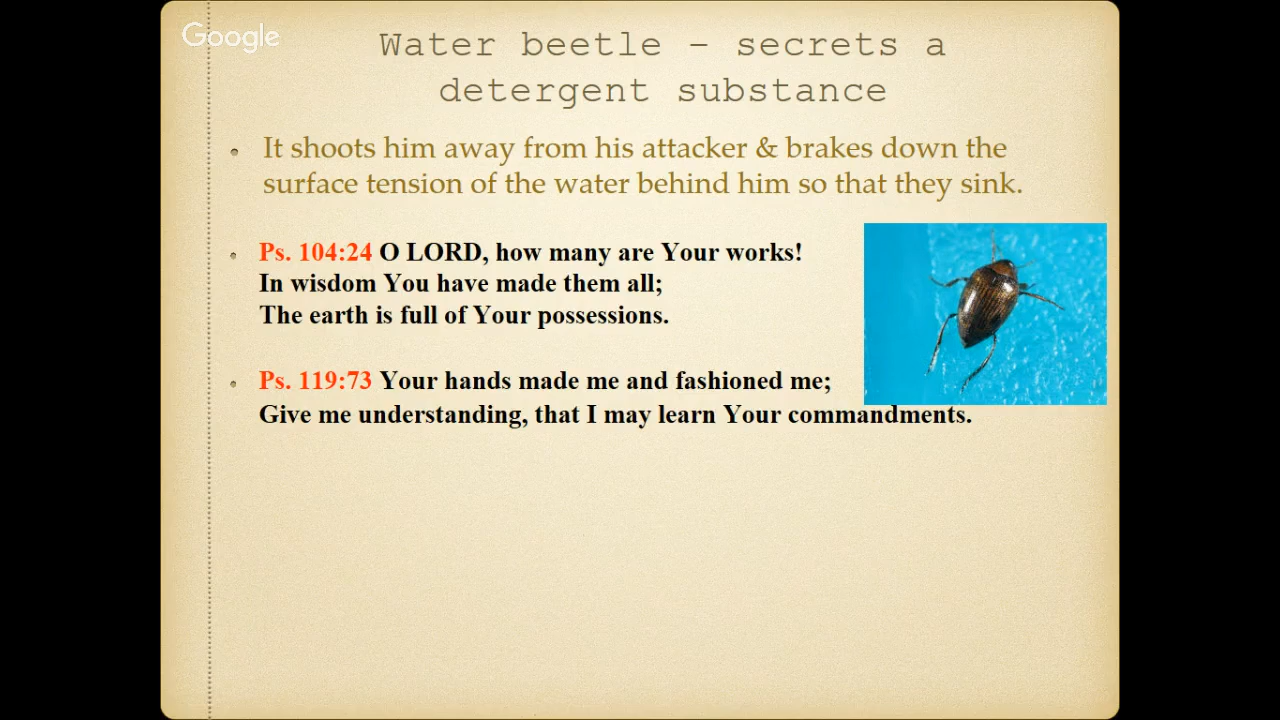 Google
Water beetle – secrets a
detergent substance
It shoots him away from his attacker & brakes down the
surface tension of the water behind him so that they sink.
Ps. 104:24 O LORD, how many are Your works!
In wisdom You have made them all;
The earth is full of Your possessions.
Ps. 119:73 Your hands made me and fashioned me;
Give me understanding, that I may learn Your commandments.